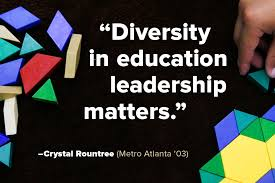 “Diversity
in education
leadership
matters.”
–Crystal Rountree (Metro Atlanta ’03)